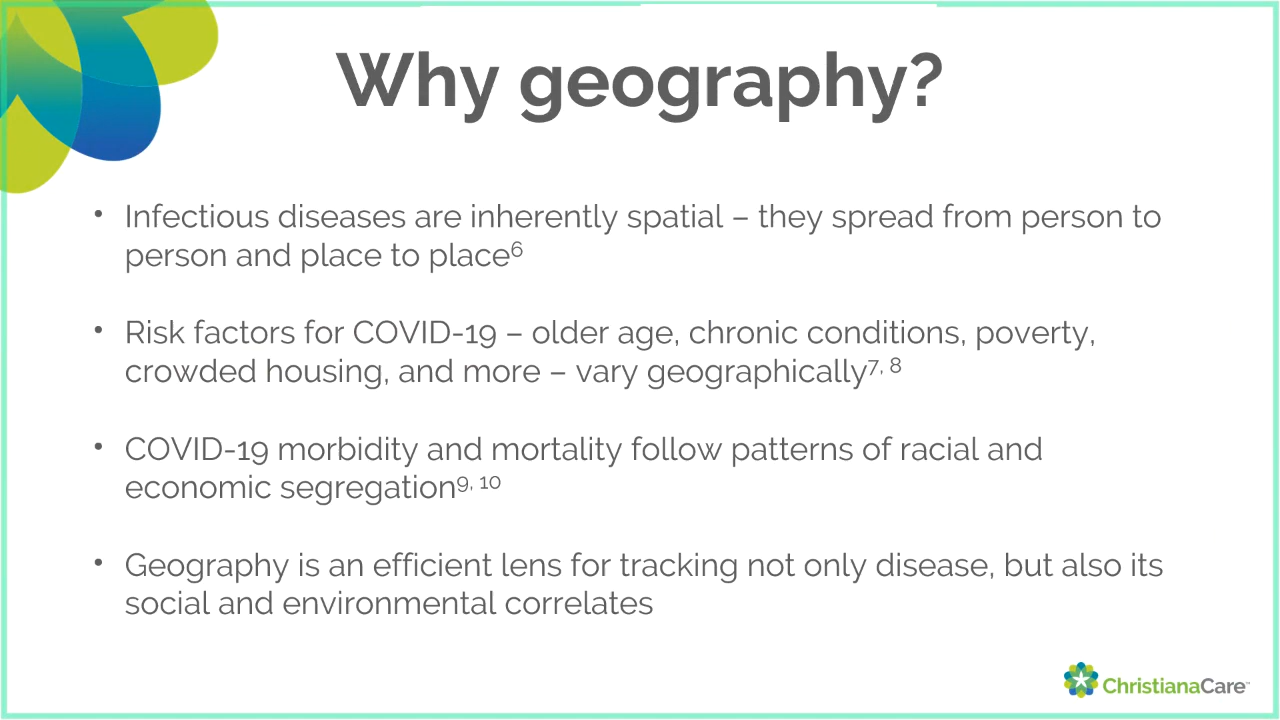 Why geography?
• Infectious diseases are inherently spatial – they spread from person to
person and place to place⁶
• Risk factors for COVID-19 – older age, chronic conditions, poverty,
crowded housing, and more – vary geographically⁷, ⁸
• COVID-19 morbidity and mortality follow patterns of racial and
economic segregation⁹, ¹⁰
• Geography is an efficient lens for tracking not only disease, but also its
social and environmental correlates
ChristianaCare™